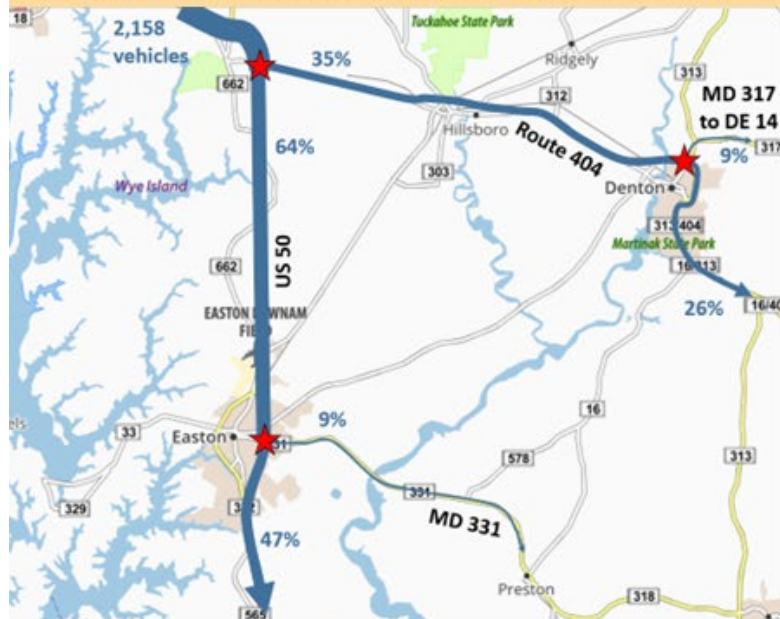 18
Tuckahoe State Park
2,158
vehicles
35%
Ridgely
313
MD 317
to DE 14
662
312
Hillsboro
Route 404
317
9%
64%
303
Denton
Wye Island
313/404
Martinak State Park
16/313
662
US 50
26%
EASTON
FI
9%
33
Easton
16
578
313
329
331
MD 331
47%
Preston
565
318